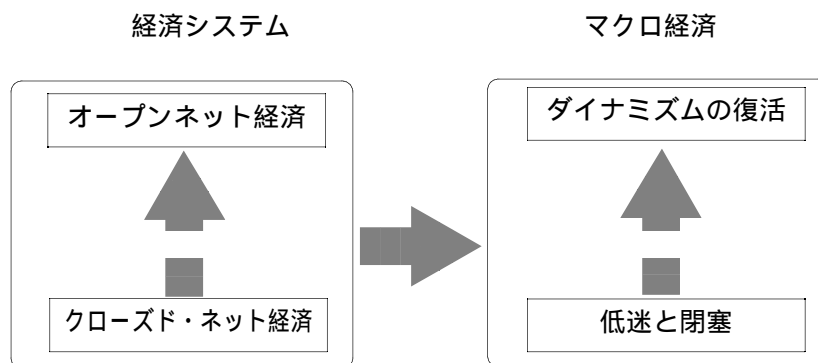 経済システム
マクロ経済
オープンネット経済
ダイナミズムの復活
クローズド・ネット経済
低迷と閉塞